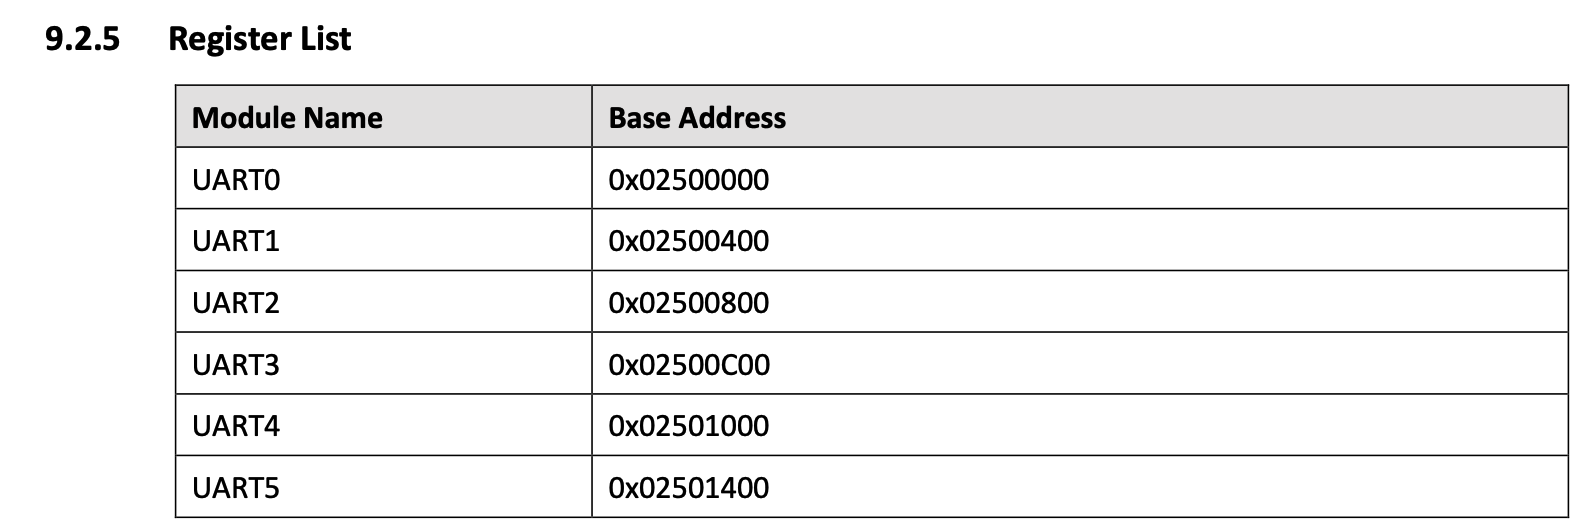 9.2.5 Register List
Module Name Base Address
UART0 0x02500000
UART1 0x02500400
UART2 0x02500800
UART3 0x02500C00
UART4 0x02501000
UART5 0x02501400